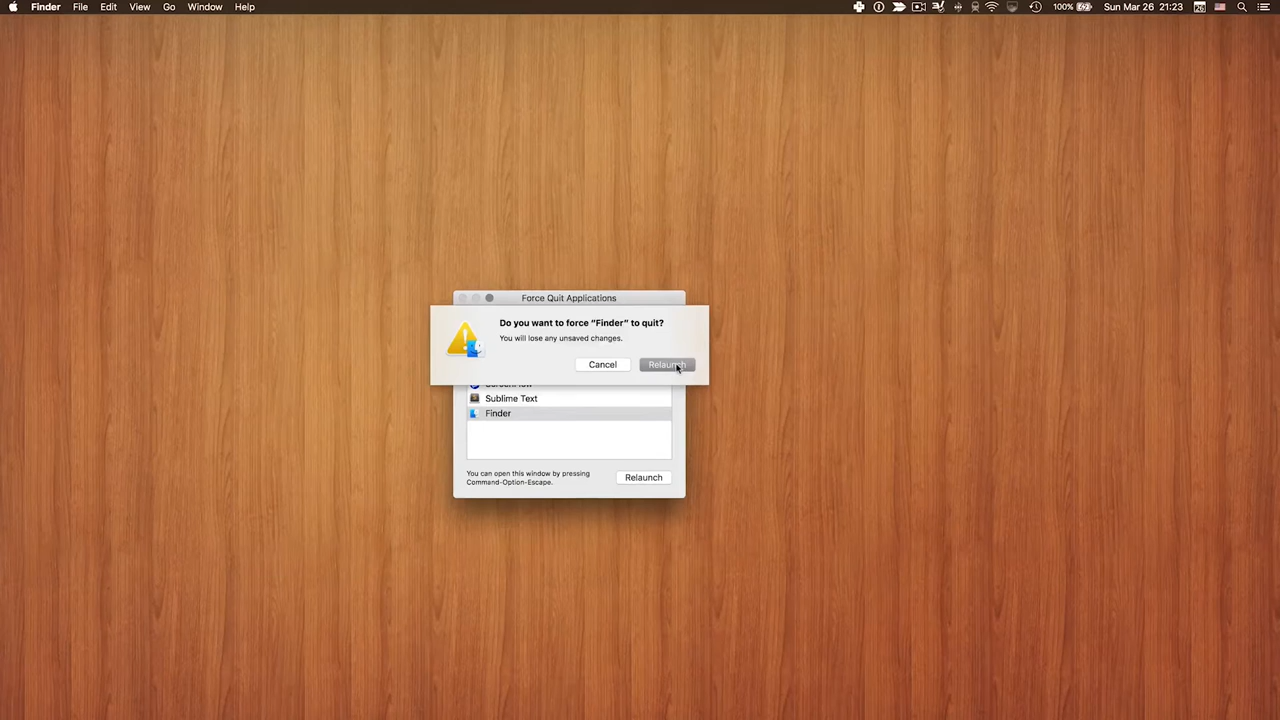 Finder File Edit View Go Window Help 100% Sun Mar 26 21:23
Force Quit Applications
Do you want to force “Finder” to quit?
You will lose any unsaved changes.
Cancel Relaunch
ScreenFlow
Sublime Text
Finder
You can open this window by pressing
Command-Option-Escape.
Relaunch